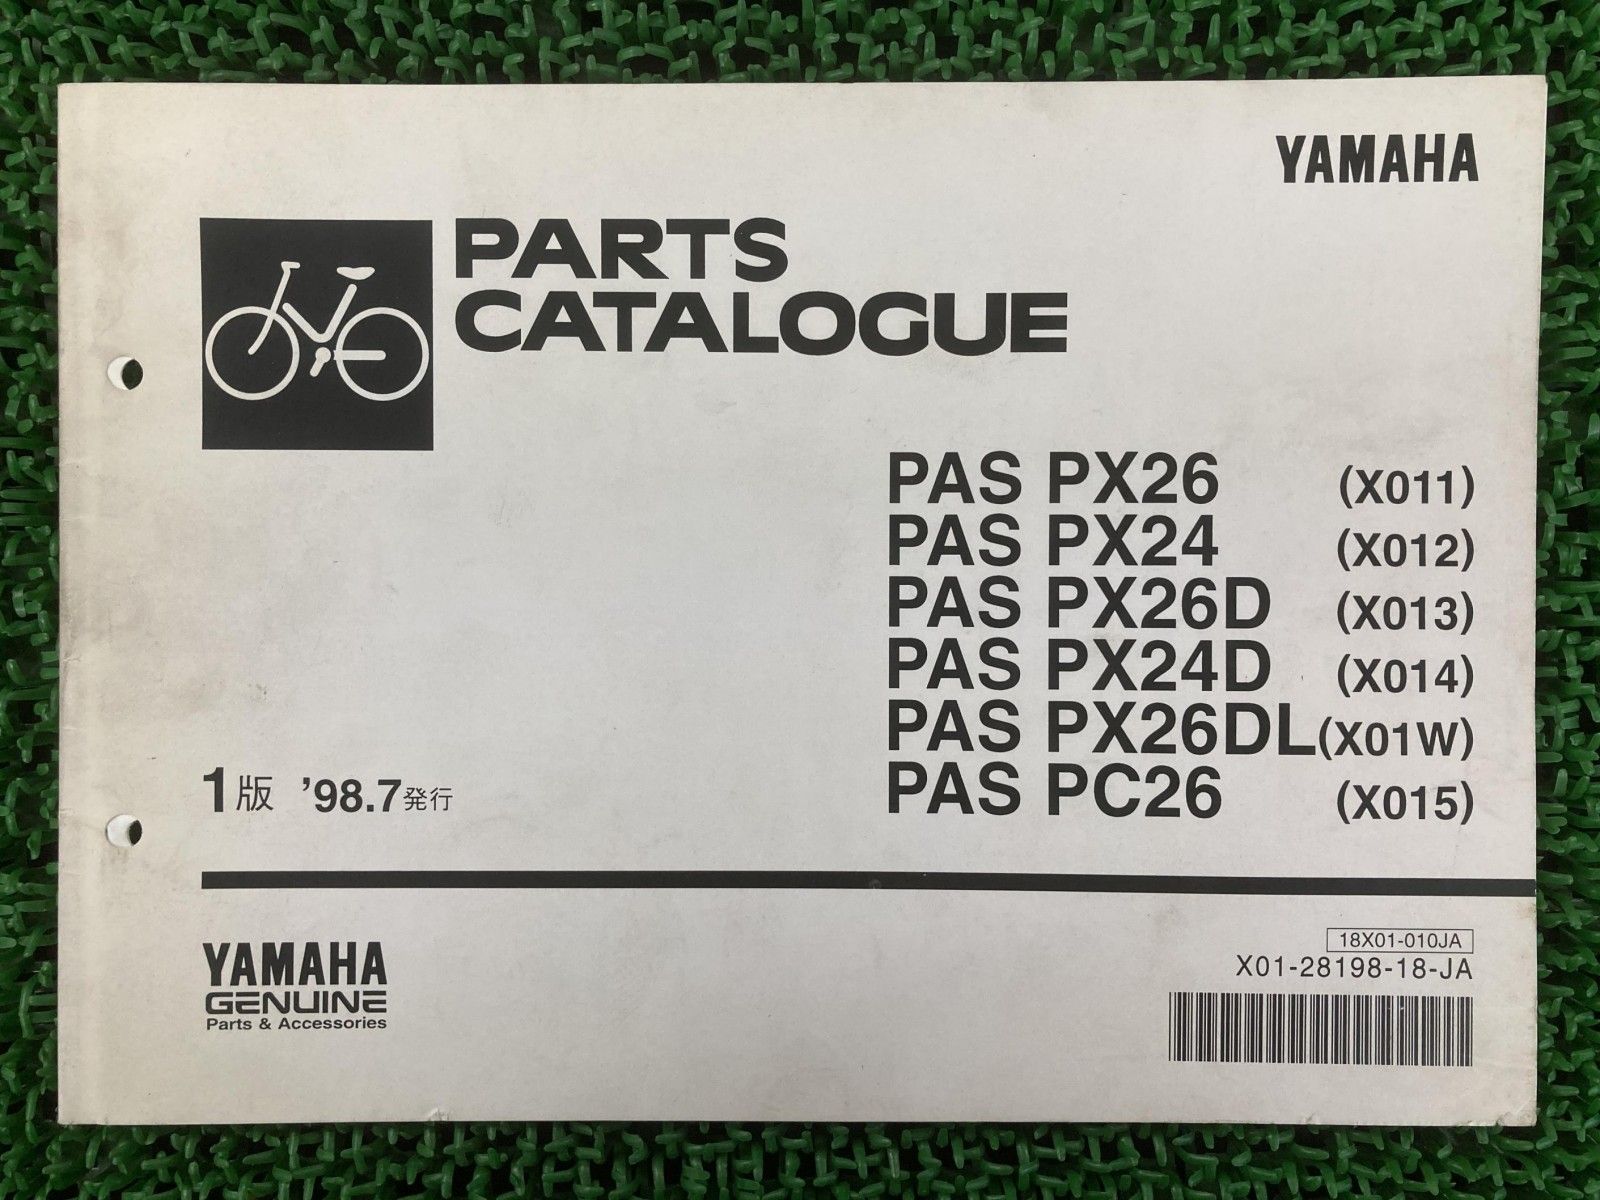 YAMAHA
PARTS
CATALOGUE
PAS PX26 (X011)
PAS PX24 (X012)
PAS PX26D (X013)
PAS PX24D (X014)
PAS PX26DL (X01W)
PAS PC26 (X015)
1版 ’98.7発行
YAMAHA
GENUINE
Parts & Accessories
18X01-010JA
X01-28198-18-JA